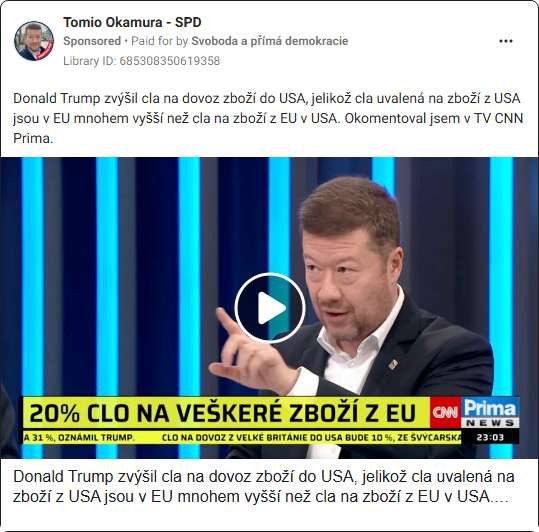 Tomio Okamura - SPD
Sponsored • Paid for by Svoboda a přímá demokracie
Library ID: 685308350619358
Donald Trump zvýšil cla na dovoz zboží do USA, jelikož cla uvalená na zboží z USA
jsou v EU mnohem vyšší než cla na zboží z EU v USA. Okomentoval jsem v TV CNN
Prima.
20% CLO NA VEŠKERÉ ZBOŽÍ Z EU
CNN Prima
NEWS
A 31 %, OZNÁMIL TRUMP. CLO NA DOVOZ Z VELKÉ BRITÁNIE DO USA BUDE 10 %, ZE ŠVÝCARSKA
23:03
Donald Trump zvýšil cla na dovoz zboží do USA, jelikož cla uvalená na
zboží z USA jsou v EU mnohem vyšší než cla na zboží z EU v USA....